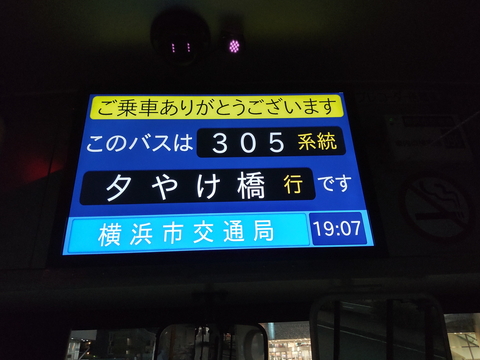 ご乗車ありがとうございます
このバスは 305 系統
夕やけ橋 行 です
横浜市交通局 19:07